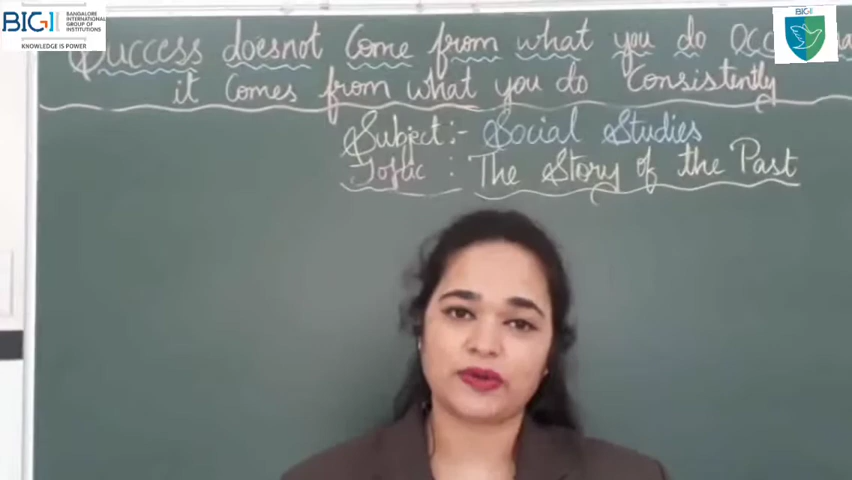 BIGI
BANGALORE
INTERNATIONAL
GROUP OF
INSTITUTIONS
KNOWLEDGE IS POWER
BIGI
Success doesnot Come from what you do
it Comes from what you do Consistently
Subject:- Social Studies
Topic : The Story of the Past